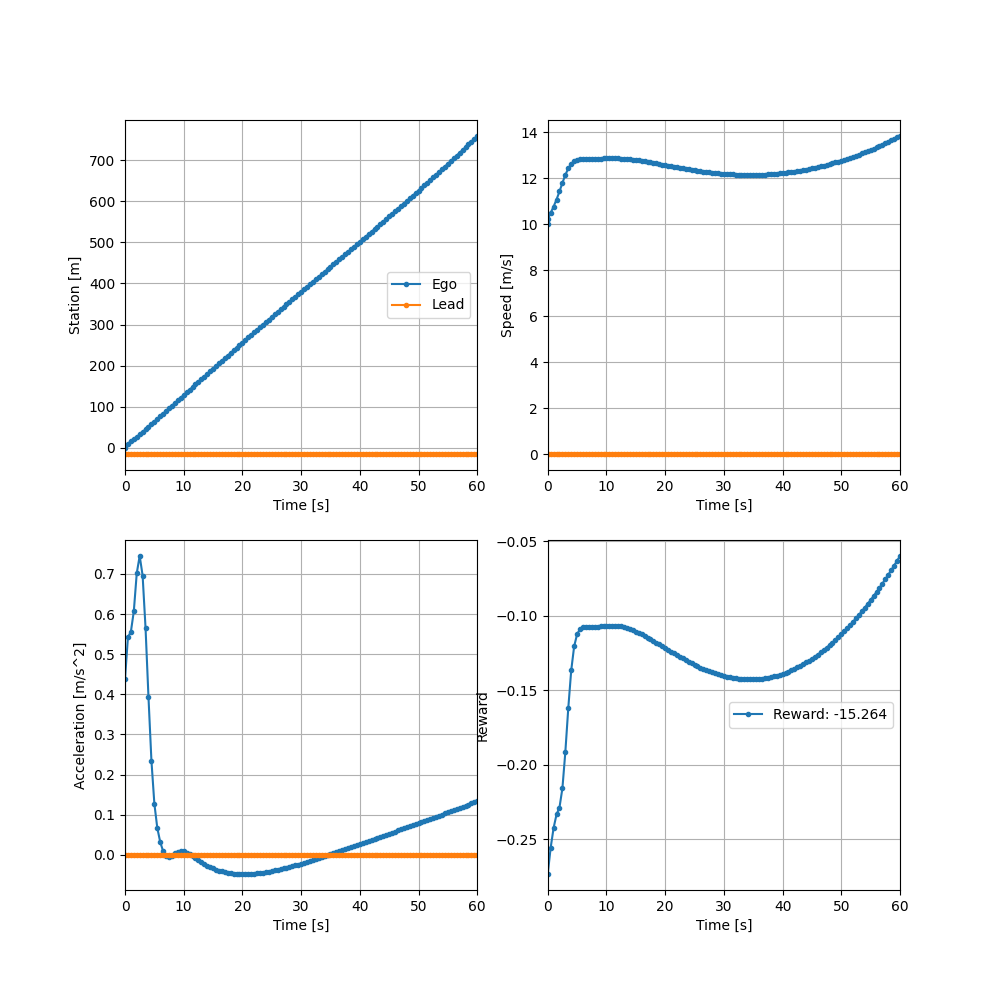 Station [m]
700
600
500
400
300
200
100
0
Ego
Lead
0 10 20 30 40 50 60
Time [s]
Speed [m/s]
14
12
10
8
6
4
2
0
0 10 20 30 40 50 60
Time [s]
Acceleration [m/s^2]
0.7
0.6
0.5
0.4
0.3
0.2
0.1
0.0
0 10 20 30 40 50 60
Time [s]
Reward
−0.05
−0.10
−0.15
−0.20
−0.25
Reward: -15.264
0 10 20 30 40 50 60
Time [s]